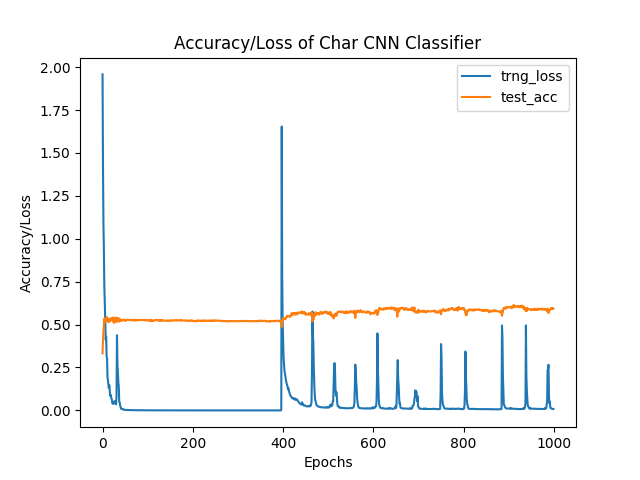 Accuracy/Loss of Char CNN Classifier
trng_loss
test_acc
2.00
1.75
1.50
1.25
1.00
0.75
0.50
0.25
0.00
Accuracy/Loss
0 200 400 600 800 1000
Epochs